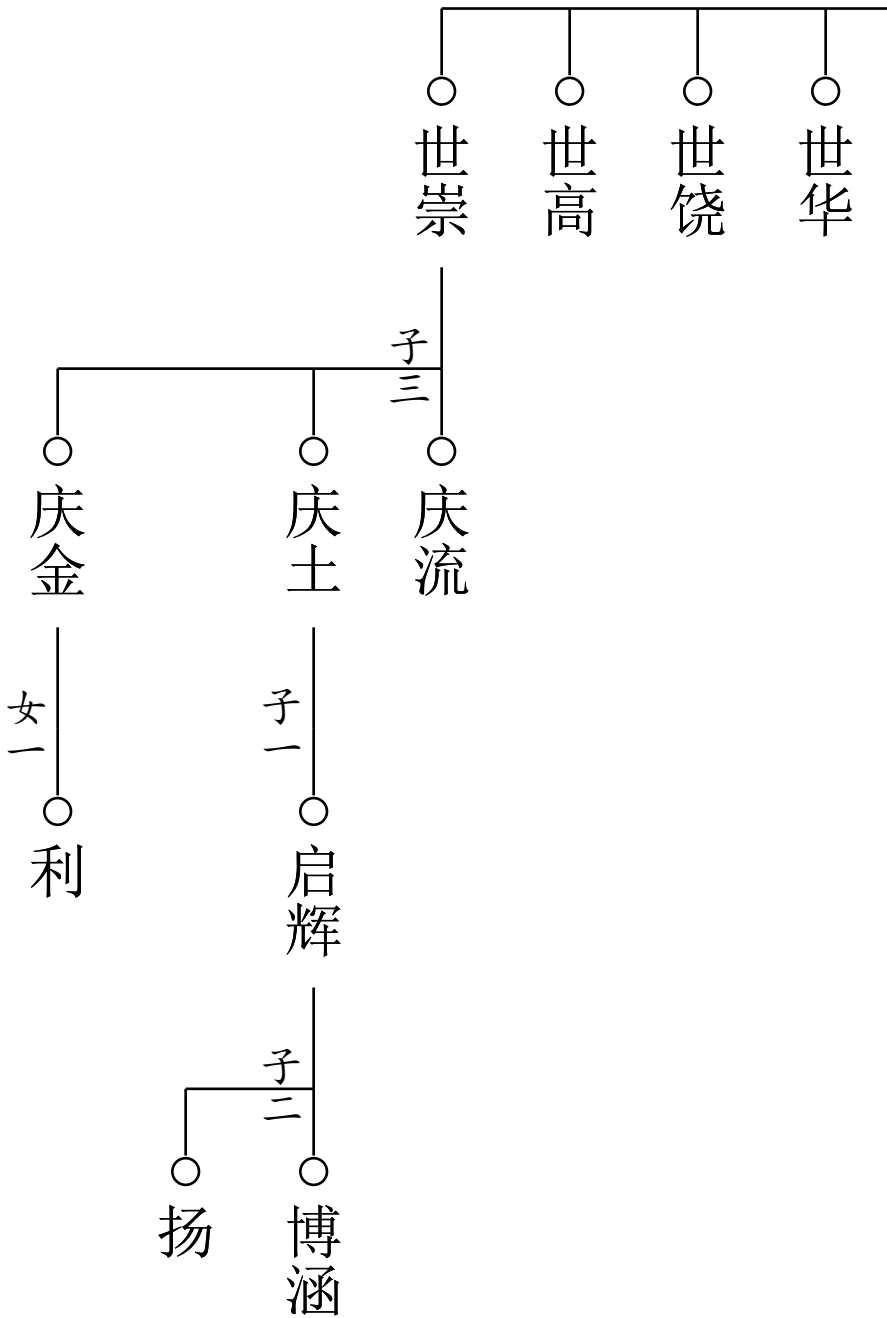 世崇
世高
世饶
世华
子三
庆金
庆土
庆流
女一
子一
利
启辉
子二
扬
博涵